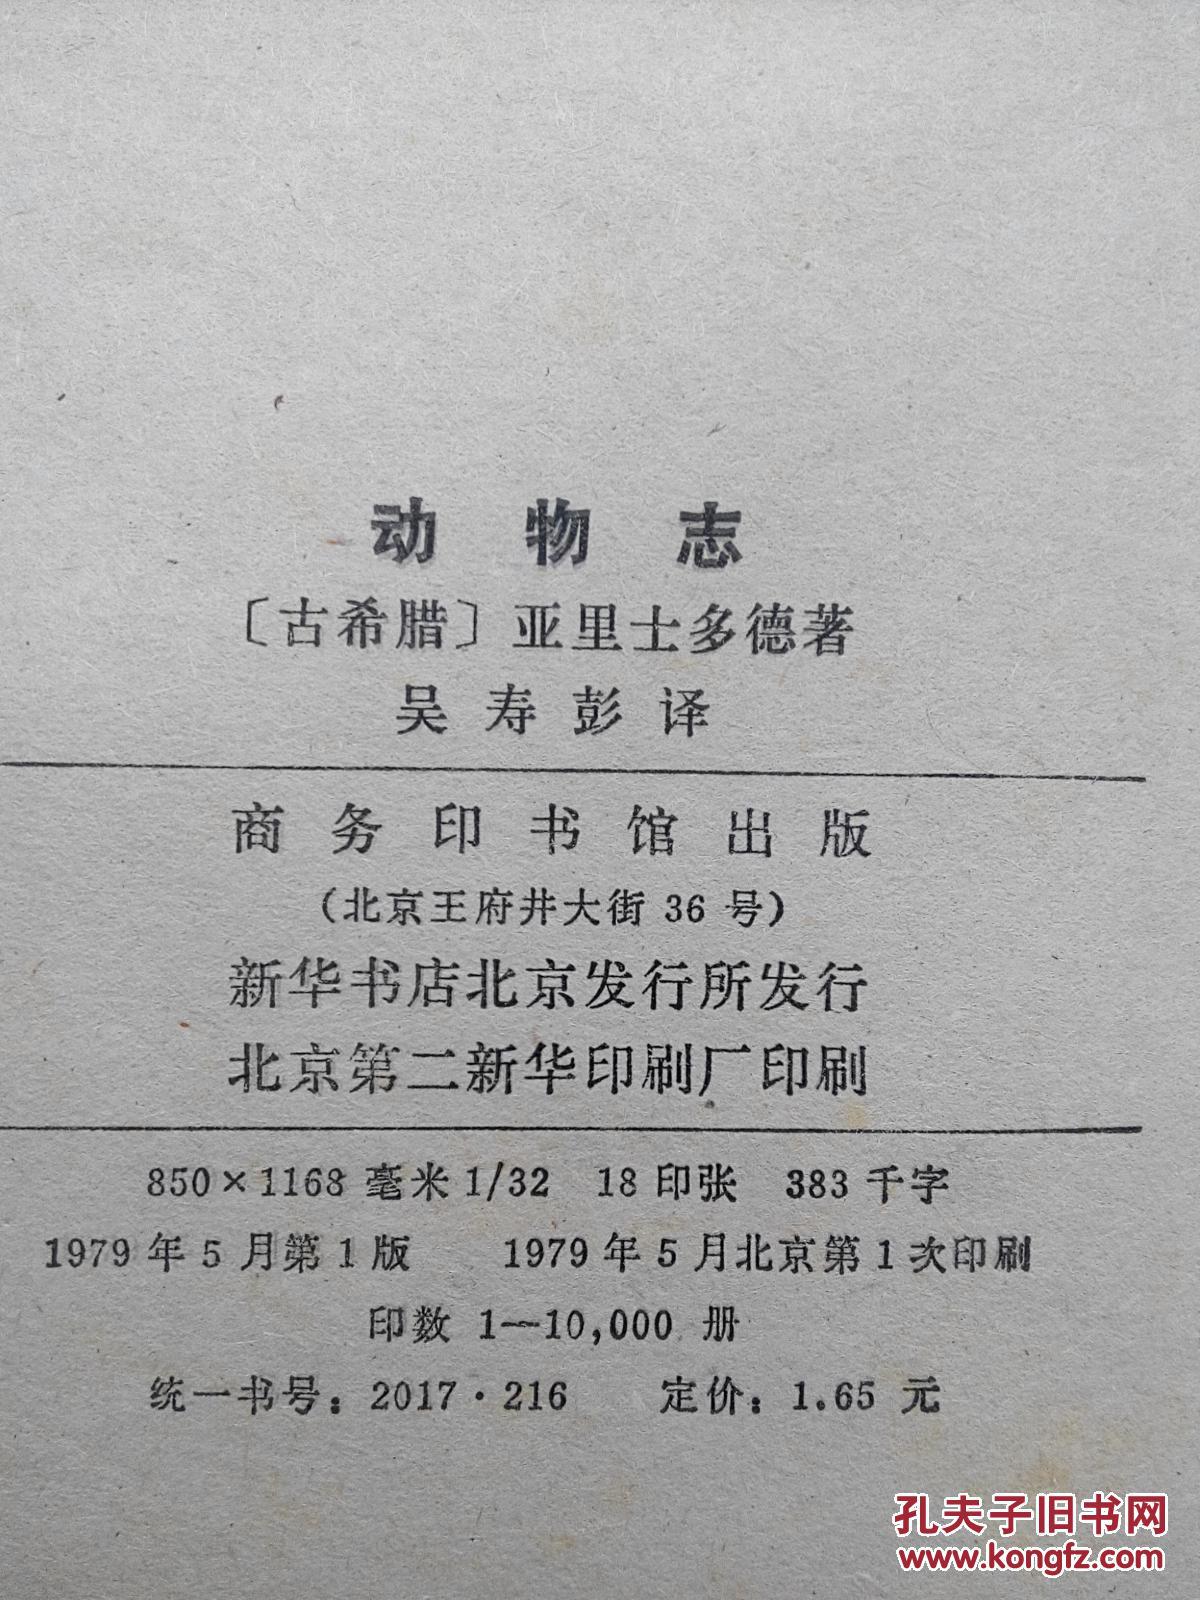 动物志
〔古希腊〕亚里士多德著
吴寿彭译
商务印书馆出版
（北京王府井大街 36 号）
新华书店北京发行所发行
北京第二新华印刷厂印刷
850×1168 毫米 1/32 18 印张 383 千字
1979 年 5 月第 1 版 1979 年 5 月北京第 1 次印刷
印数 1—10,000 册
统一书号：2017·216 定价：1.65 元
孔夫子旧书网
www.kongfz.com